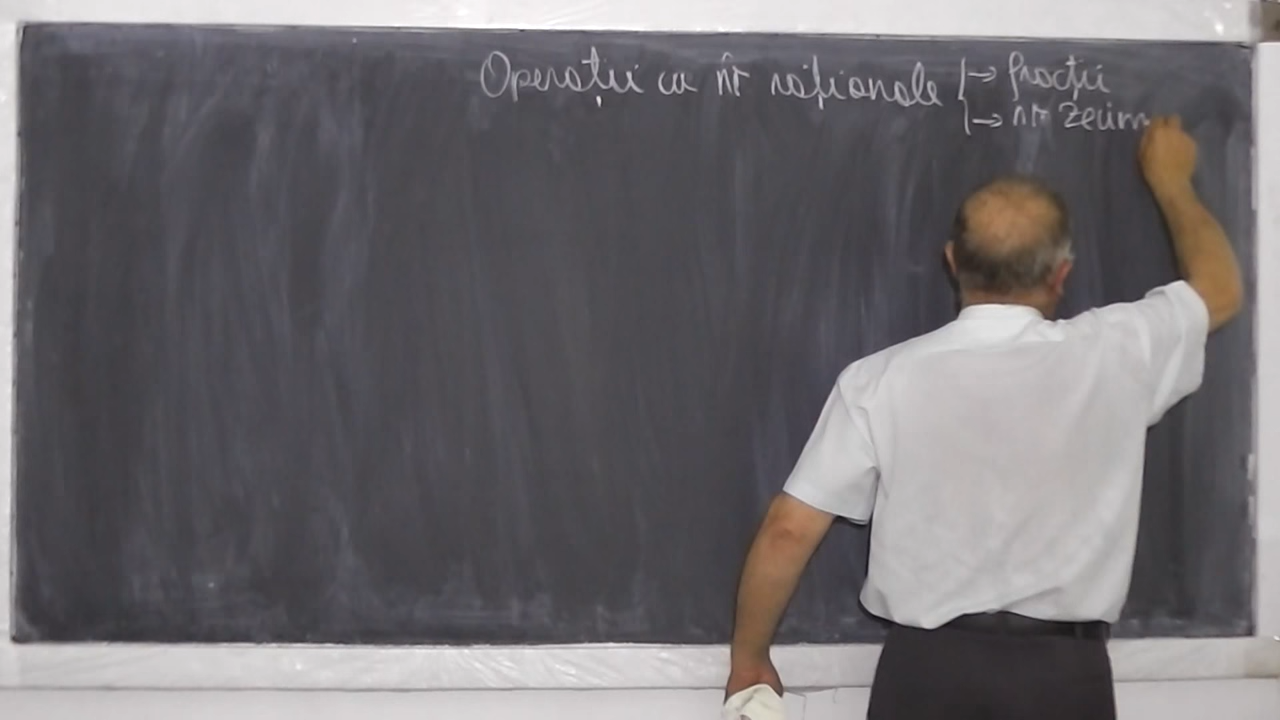 Operații cu nr raționale → fracții
→ nr zecim